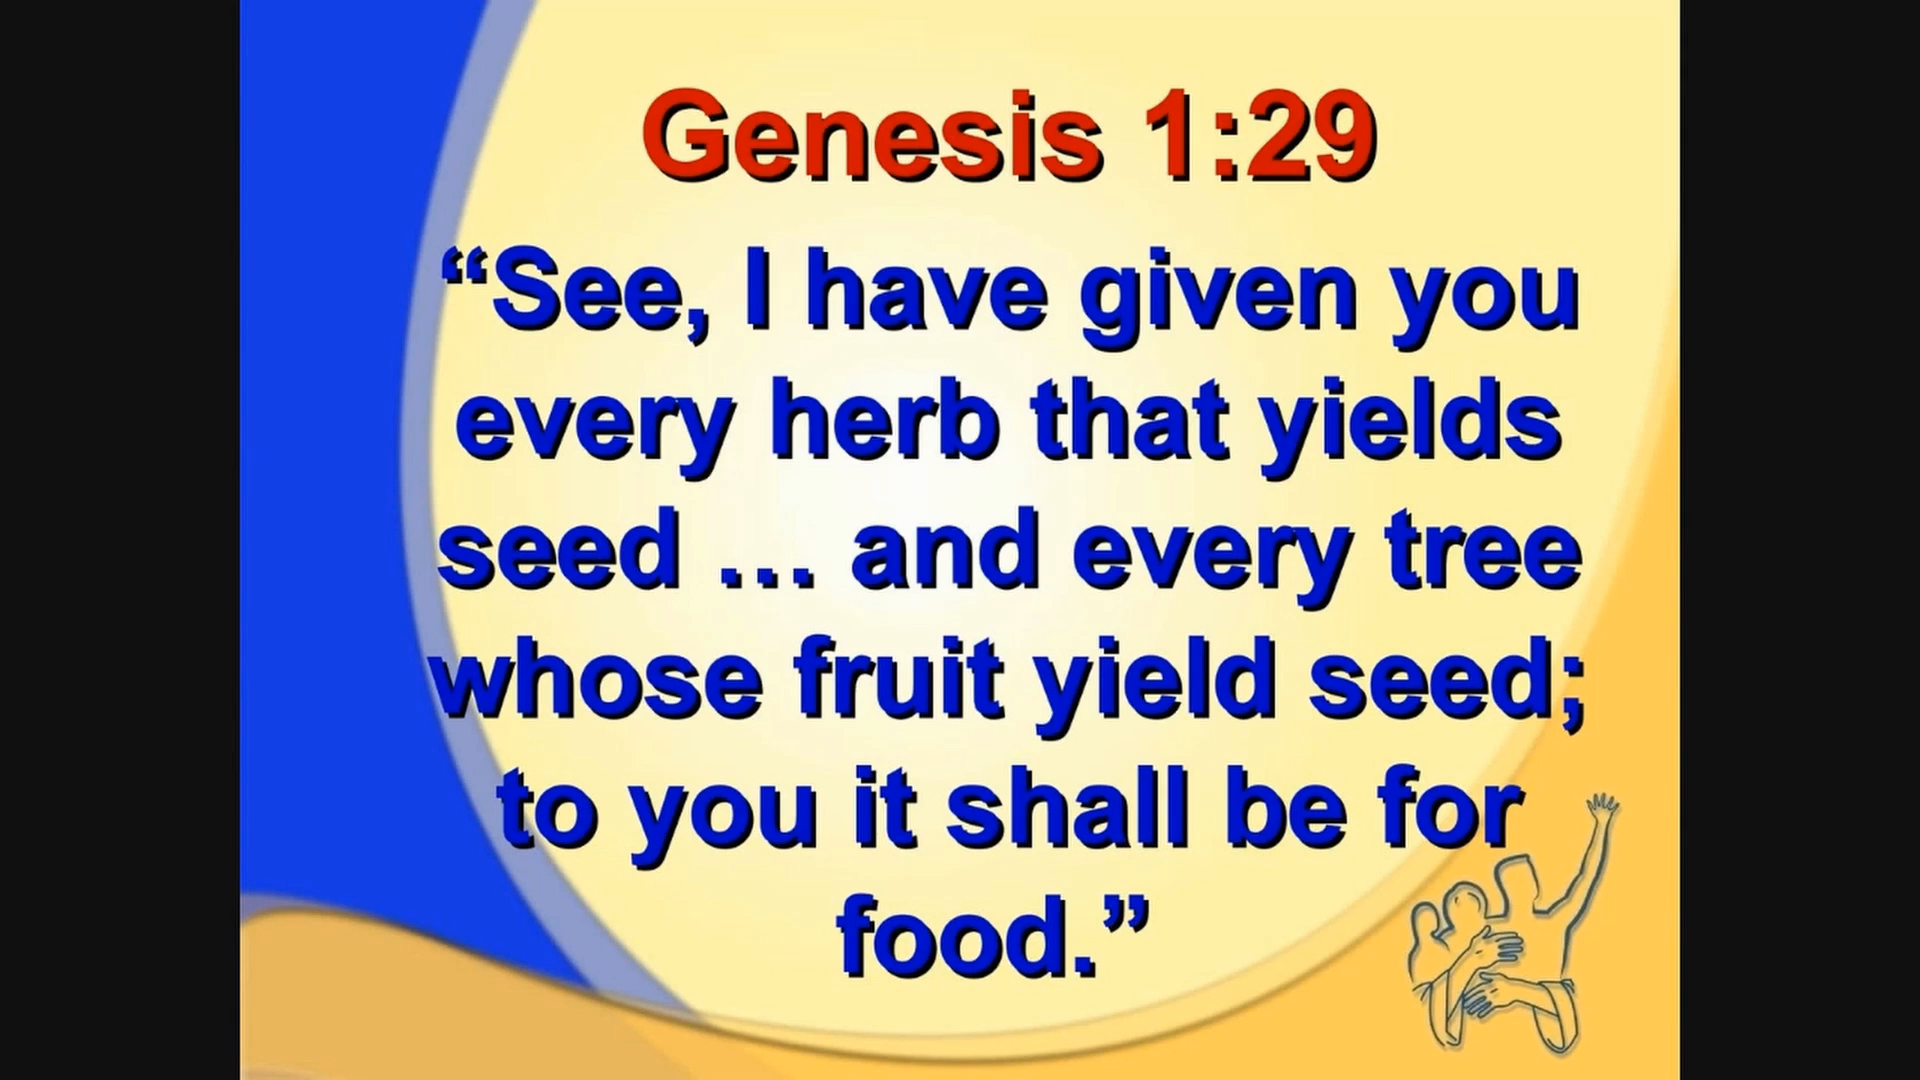 Genesis 1:29
“See, I have given you
every herb that yields
seed … and every tree
whose fruit yield seed;
to you it shall be for
food.”